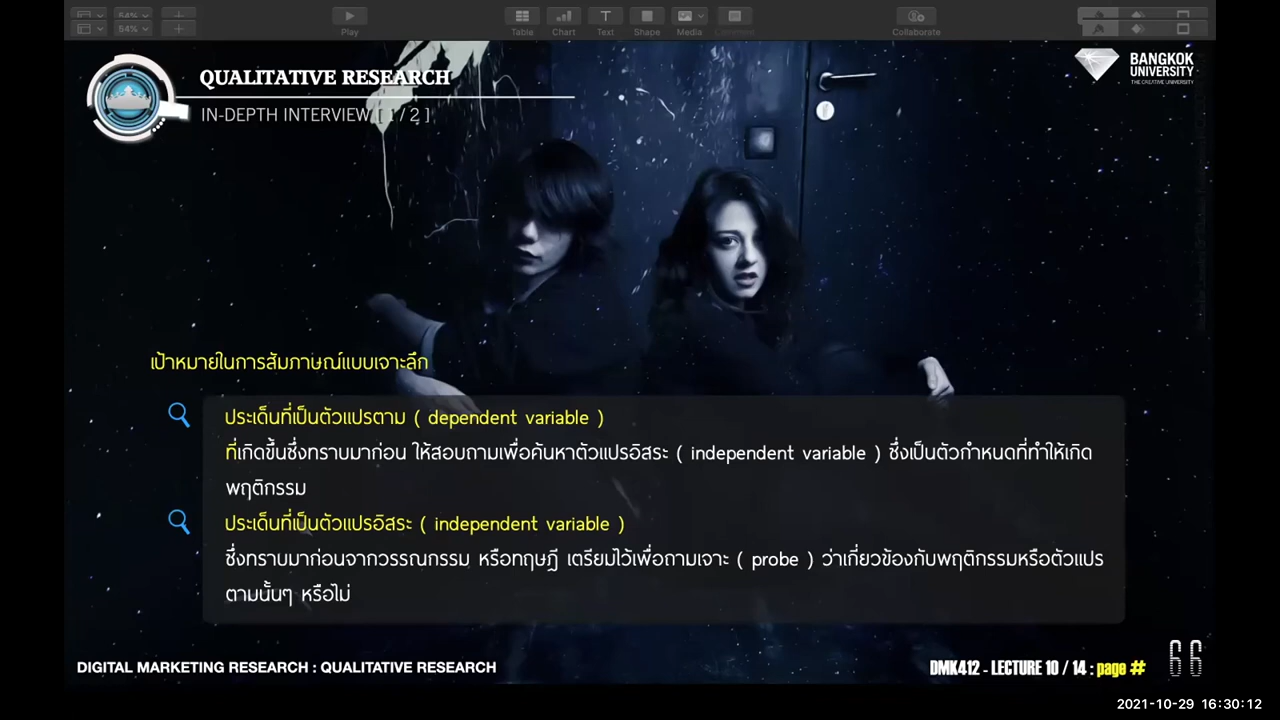 54%
94%
Play
Table Chart Text Shape Media Comment
Collaborate
QUALITATIVE RESEARCH
IN-DEPTH INTERVIEW [ 1 / 2 ]
BANGKOK
UNIVERSITY
THE CREATIVE UNIVERSITY
เป้าหมายในการสัมภาษณ์แบบเจาะลึก
ประเด็นที่เป็นตัวแปรตาม ( dependent variable )
ที่เกิดขึ้นซึ่งทราบมาก่อน ให้สอบถามเพื่อค้นหาตัวแปรอิสระ ( independent variable ) ซึ่งเป็นตัวกำหนดที่ทำให้เกิด
พฤติกรรม
ประเด็นที่เป็นตัวแปรอิสระ ( independent variable )
ซึ่งทราบมาก่อนจากวรรณกรรม หรือทฤษฎี เตรียมไว้เพื่อถามเจาะ ( probe ) ว่าเกี่ยวข้องกับพฤติกรรมหรือตัวแปร
ตามนั้นๆ หรือไม่
DIGITAL MARKETING RESEARCH : QUALITATIVE RESEARCH
DMK412 - LECTURE 10 / 14 : page # 66
2021-10-29 16:30:12